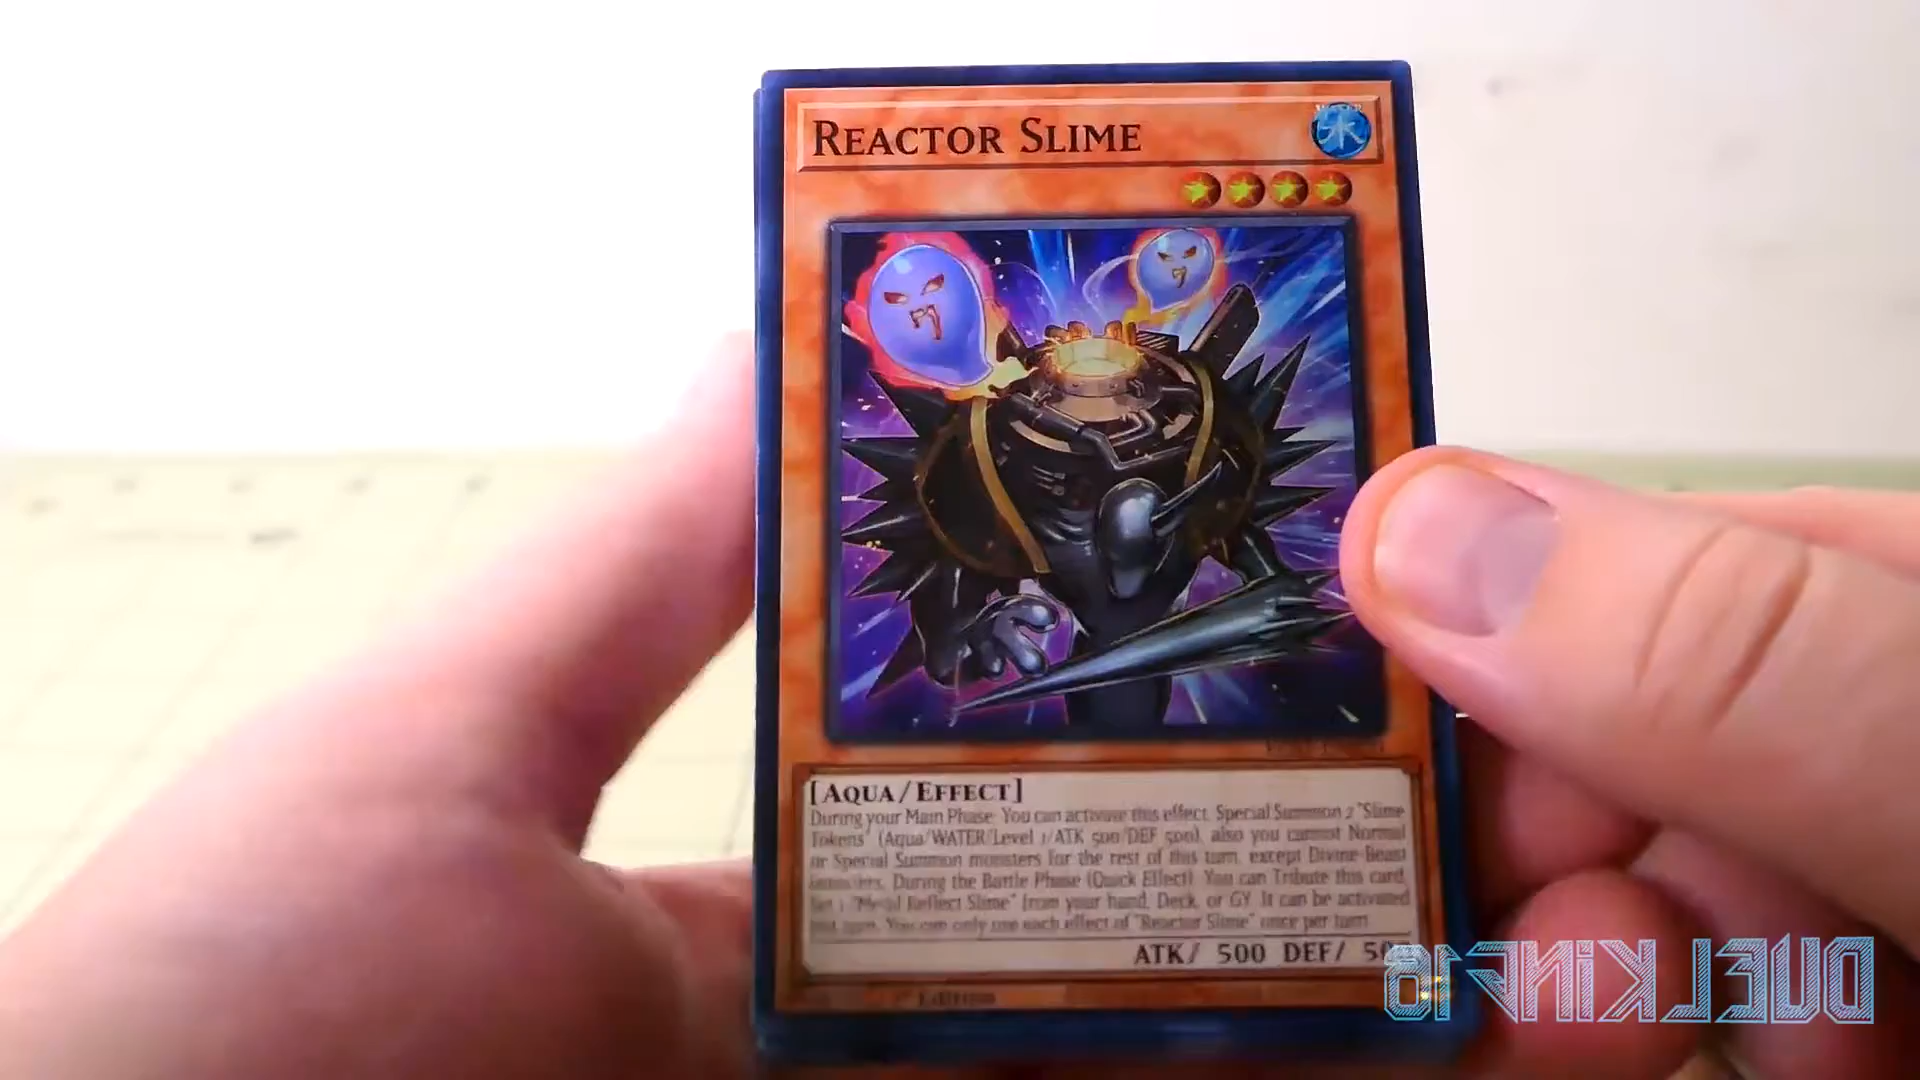 REACTOR SLIME
水
[AQUA/EFFECT]
During your Main Phase: You can activate this effect; Special Summon 2 "Slime
Tokens" (Aqua/WATER/Level 1/ATK 500/DEF 500), also you cannot Normal
or Special Summon monsters for the rest of this turn, except Divine-Beast
monsters. During the Battle Phase (Quick Effect): You can Tribute this card;
Set 1 "Metal Reflect Slime" from your hand, Deck, or GY. It can be activated
this turn. You can only use each effect of "Reactor Slime" once per turn.
ATK/ 500 DEF/ 50
Edition
DUEL KING 18